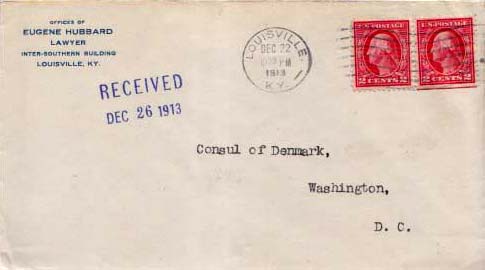 OFFICES OF
EUGENE HUBBARD
LAWYER
INTER-SOUTHERN BUILDING
LOUISVILLE, KY.
RECEIVED
DEC 26 1913
LOUISVILLE,
DEC 22
PM
1913
KY.
U.S. POSTAGE
2 CENTS 2
U.S. POSTAGE
2 CENTS 2
Consul of Denmark,
Washington,
D. C.